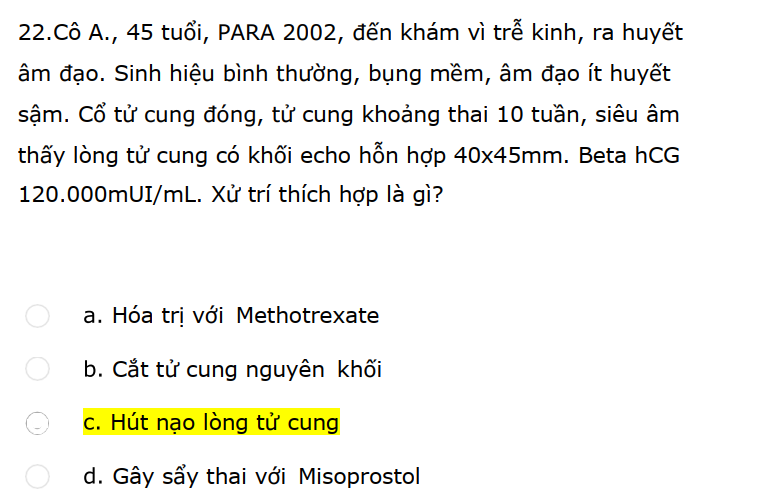 22.Cô A., 45 tuổi, PARA 2002, đến khám vì trễ kinh, ra huyết
âm đạo. Sinh hiệu bình thường, bụng mềm, âm đạo ít huyết
sậm. Cổ tử cung đóng, tử cung khoảng thai 10 tuần, siêu âm
thấy lòng tử cung có khối echo hỗn hợp 40x45mm. Beta hCG
120.000mUI/mL. Xử trí thích hợp là gì?
a. Hóa trị với Methotrexate
b. Cắt tử cung nguyên khối
c. Hút nạo lòng tử cung
d. Gây sẩy thai với Misoprostol